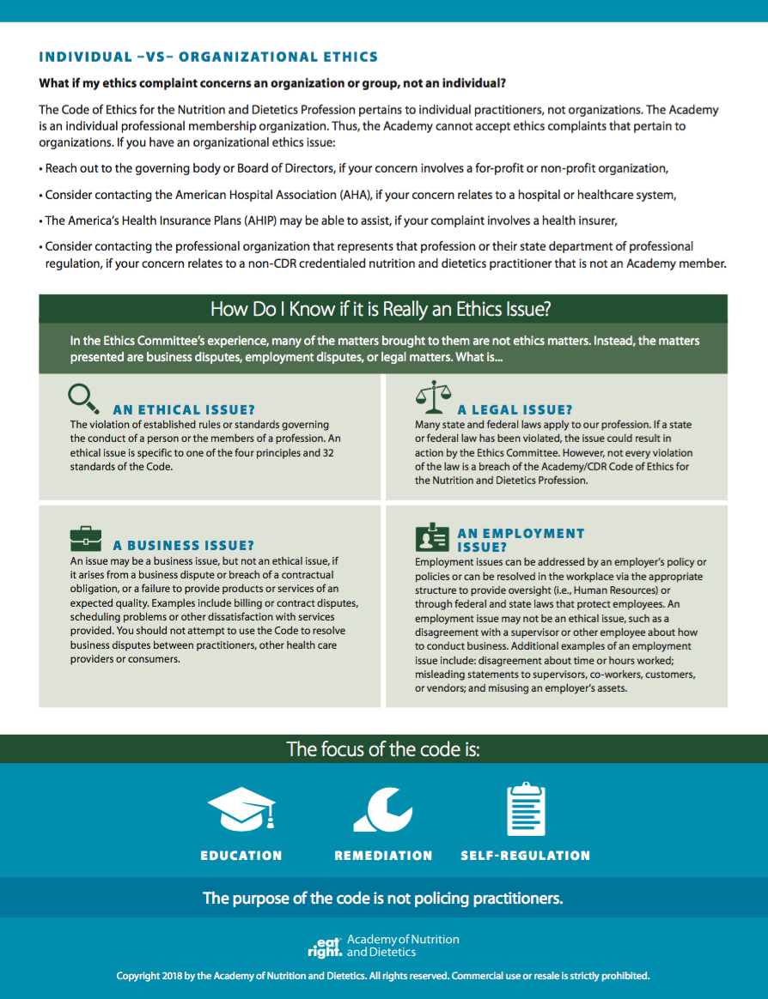 INDIVIDUAL –VS– ORGANIZATIONAL ETHICS
What if my ethics complaint concerns an organization or group, not an individual?
The Code of Ethics for the Nutrition and Dietetics Profession pertains to individual practitioners, not organizations. The Academy
is an individual professional membership organization. Thus, the Academy cannot accept ethics complaints that pertain to
organizations. If you have an organizational ethics issue:
• Reach out to the governing body or Board of Directors, if your concern involves a for-profit or non-profit organization,
• Consider contacting the American Hospital Association (AHA), if your concern relates to a hospital or healthcare system,
• The America's Health Insurance Plans (AHIP) may be able to assist, if your complaint involves a health insurer,
• Consider contacting the professional organization that represents that profession or their state department of professional
regulation, if your concern relates to a non-CDR credentialed nutrition and dietetics practitioner that is not an Academy member.
How Do I Know if it is Really an Ethics Issue?
In the Ethics Committee's experience, many of the matters brought to them are not ethics matters. Instead, the matters
presented are business disputes, employment disputes, or legal matters. What is...
AN ETHICAL ISSUE?
The violation of established rules or standards governing
the conduct of a person or the members of a profession. An
ethical issue is specific to one of the four principles and 32
standards of the Code.
A LEGAL ISSUE?
Many state and federal laws apply to our profession. If a state
or federal law has been violated, the issue could result in
action by the Ethics Committee. However, not every violation
of the law is a breach of the Academy/CDR Code of Ethics for
the Nutrition and Dietetics Profession.
A BUSINESS ISSUE?
An issue may be a business issue, but not an ethical issue, if
it arises from a business dispute or breach of a contractual
obligation, or a failure to provide products or services of an
expected quality. Examples include billing or contract disputes,
scheduling problems or other dissatisfaction with services
provided. You should not attempt to use the Code to resolve
business disputes between practitioners, other health care
providers or consumers.
AN EMPLOYMENT
ISSUE?
Employment issues can be addressed by an employer's policy or
policies or can be resolved in the workplace via the appropriate
structure to provide oversight (i.e., Human Resources) or
through federal and state laws that protect employees. An
employment issue may not be an ethical issue, such as a
disagreement with a supervisor or other employee about how
to conduct business. Additional examples of an employment
issue include: disagreement about time or hours worked;
misleading statements to supervisors, co-workers, customers,
or vendors; and misusing an employer's assets.
The focus of the code is:
EDUCATION
REMEDIATION
SELF-REGULATION
The purpose of the code is not policing practitioners.
eat
right.
Academy of Nutrition
and Dietetics
Copyright 2018 by the Academy of Nutrition and Dietetics. All rights reserved. Commercial use or resale is strictly prohibited.